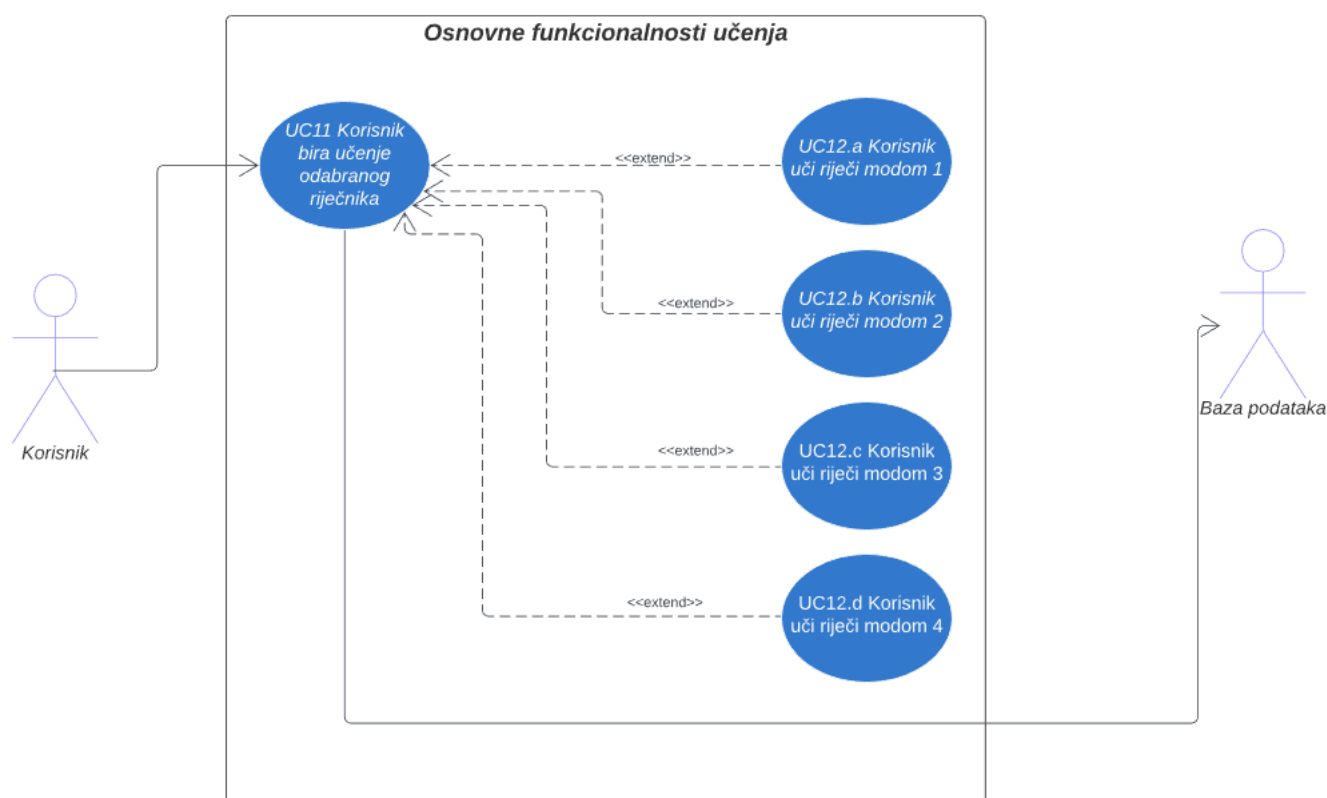 Osnovne funkcionalnosti učenja
UC11 Korisnik
bira učenje
odabranog
riječnika
<<extend>>
UC12.a Korisnik
uči riječi modom 1
<<extend>>
UC12.b Korisnik
uči riječi modom 2
Korisnik
Baza podataka
<<extend>>
UC12.c Korisnik
uči riječi modom 3
<<extend>>
UC12.d Korisnik
uči riječi modom 4